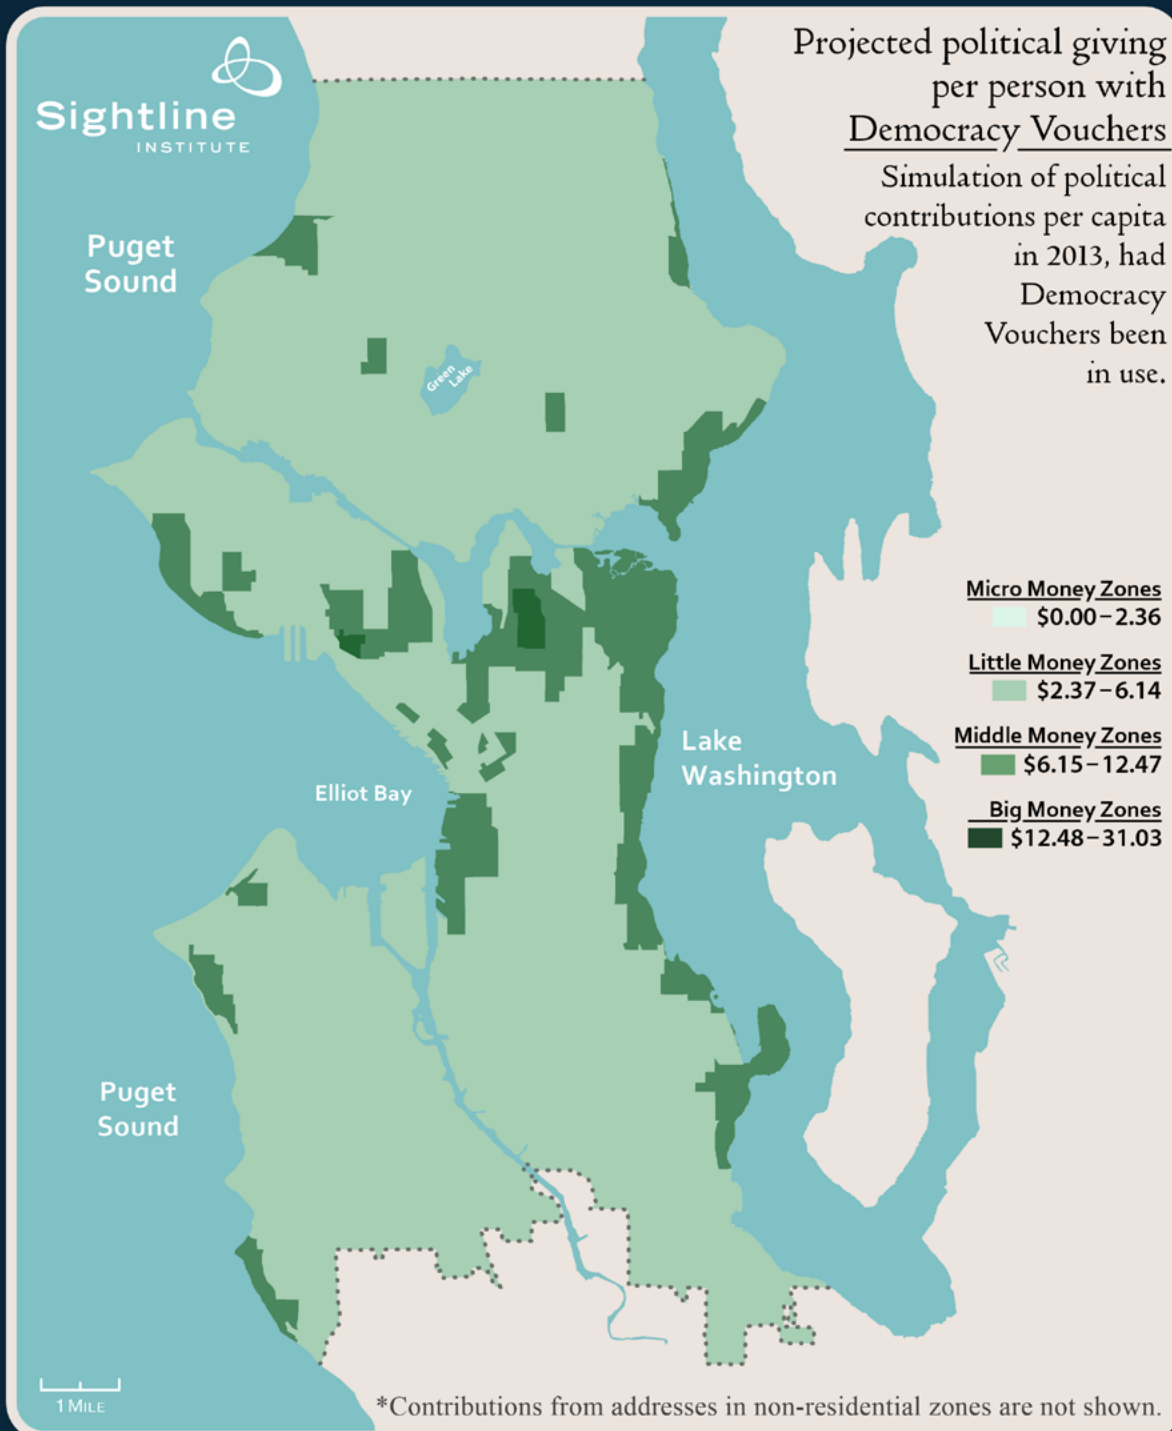 Projected political giving
per person with
Democracy Vouchers
Simulation of political
contributions per capita
in 2013, had
Democracy
Vouchers been
in use.
Sightline
INSTITUTE
Puget
Sound
Green
Lake
Micro Money Zones
$0.00–2.36
Little Money Zones
$2.37–6.14
Middle Money Zones
$6.15–12.47
Big Money Zones
$12.48–31.03
Lake
Washington
Elliot Bay
Puget
Sound
1 MILE
*Contributions from addresses in non-residential zones are not shown.